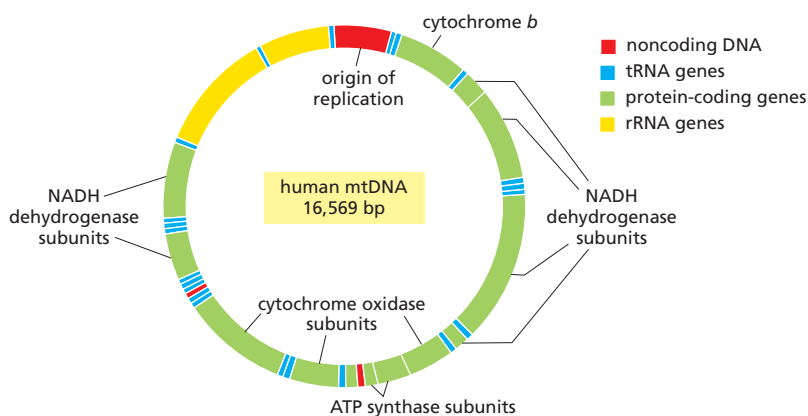 cytochrome b
noncoding DNA
tRNA genes
protein-coding genes
rRNA genes
origin of
replication
human mtDNA
16,569 bp
NADH
dehydrogenase
subunits
NADH
dehydrogenase
subunits
cytochrome oxidase
subunits
ATP synthase subunits